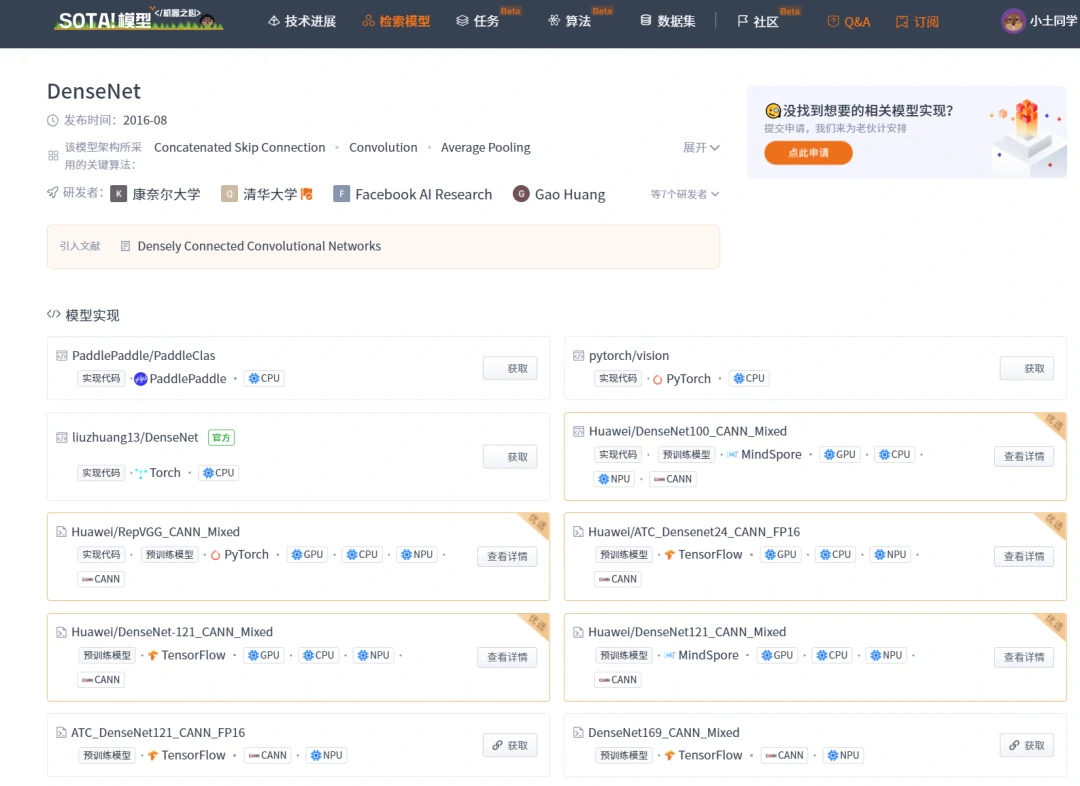 SOTA!模型 </机器之心>
技术进展 检索模型 任务 Beta 算法 Beta 数据集 社区 Beta Q&A 订阅 小土同学
DenseNet
发布时间: 2016-08
该模型架构所采用的关键算法: Concatenated Skip Connection • Convolution • Average Pooling 展开
研发者: K 康奈尔大学 Q 清华大学 F Facebook AI Research G Gao Huang 等7个研发者
引入文献 Densely Connected Convolutional Networks
🧐没找到想要的相关模型实现?
提交申请，我们来为老伙计安排
点此申请
</> 模型实现
PaddlePaddle/PaddleClas
实现代码 · PaddlePaddle · CPU
获取
pytorch/vision
实现代码 · PyTorch · CPU
获取
liuzhuang13/DenseNet 官方
实现代码 · Torch · CPU
获取
Huawei/DenseNet100_CANN_Mixed
优选
实现代码 · 预训练模型 · MindSpore · GPU · CPU ·
NPU · CANN
查看详情
Huawei/RepVGG_CANN_Mixed
优选
实现代码 · 预训练模型 · PyTorch · GPU · CPU · NPU ·
CANN
查看详情
Huawei/ATC_Densenet24_CANN_FP16
优选
预训练模型 · TensorFlow · GPU · CPU · NPU ·
CANN
查看详情
Huawei/DenseNet-121_CANN_Mixed
优选
预训练模型 · TensorFlow · GPU · CPU · NPU ·
CANN
查看详情
Huawei/DenseNet121_CANN_Mixed
优选
预训练模型 · MindSpore · GPU · CPU · NPU ·
CANN
查看详情
ATC_DenseNet121_CANN_FP16
预训练模型 · TensorFlow · CANN · NPU
获取
DenseNet169_CANN_Mixed
预训练模型 · TensorFlow · CANN · NPU
获取